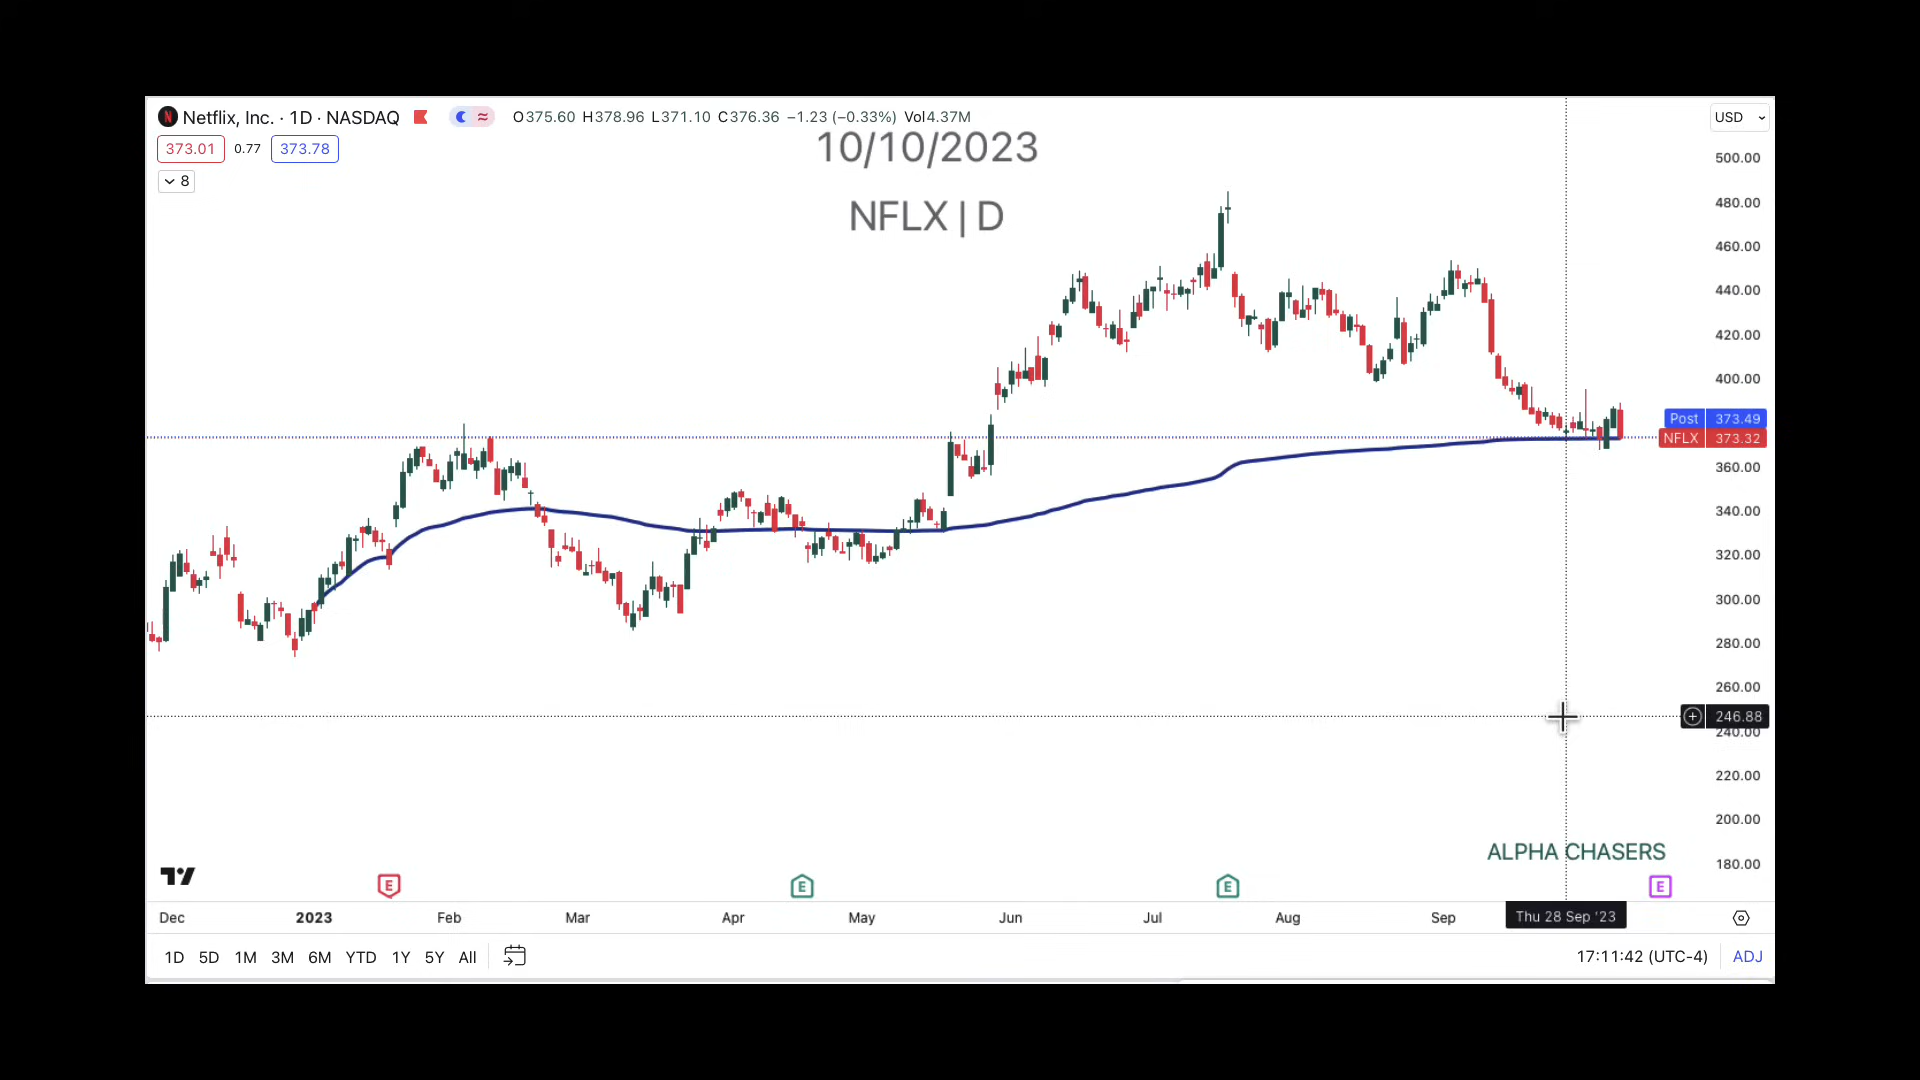 N Netflix, Inc. · 1D · NASDAQ O375.60 H378.96 L371.10 C376.36 −1.23 (−0.33%) Vol4.37M
373.01 0.77 373.78
8
10/10/2023
NFLX | D
USD
500.00
480.00
460.00
440.00
420.00
400.00
Post 373.49
NFLX 373.32
360.00
340.00
320.00
300.00
280.00
260.00
246.88
240.00
220.00
200.00
180.00
ALPHA CHASERS
E E E E
Dec 2023 Feb Mar Apr May Jun Jul Aug Sep Thu 28 Sep '23
1D 5D 1M 3M 6M YTD 1Y 5Y All 17:11:42 (UTC-4) ADJ